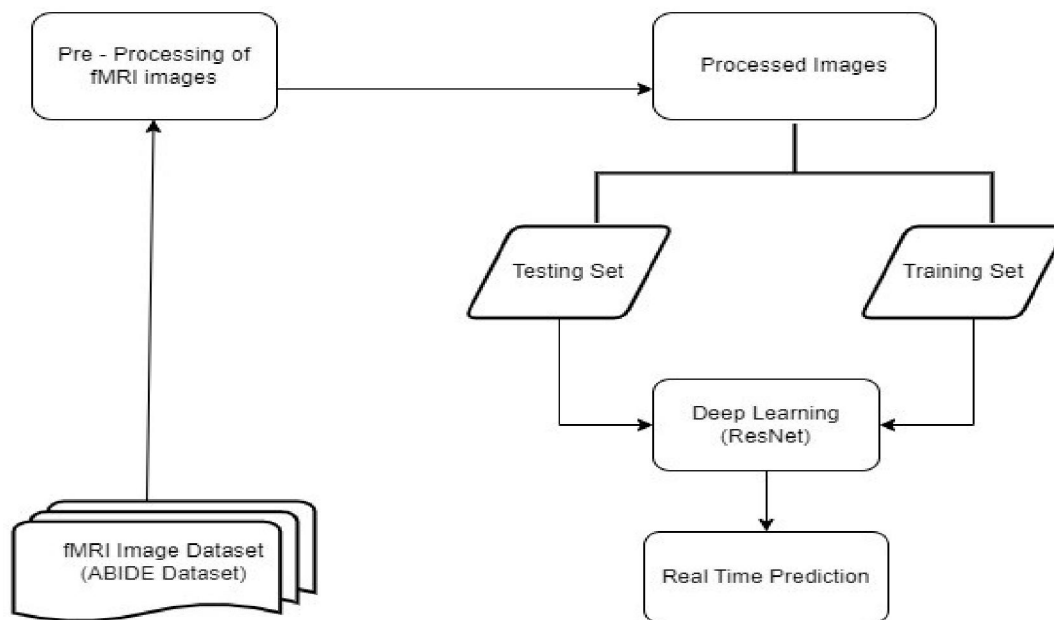 Pre - Processing of
fMRI images
Processed Images
Testing Set
Training Set
Deep Learning
(ResNet)
fMRI Image Dataset
(ABIDE Dataset)
Real Time Prediction